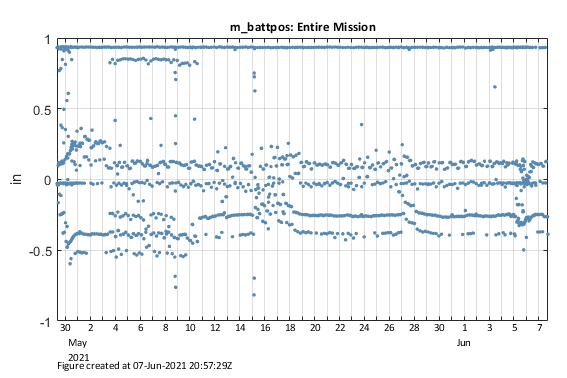 m_battpos: Entire Mission
1
0.5
0
-0.5
-1
in
30 2 4 6 8 10 12 14 16 18 20 22 24 26 28 30 1 3 5 7
May Jun
2021
Figure created at 07-Jun-2021 20:57:29Z